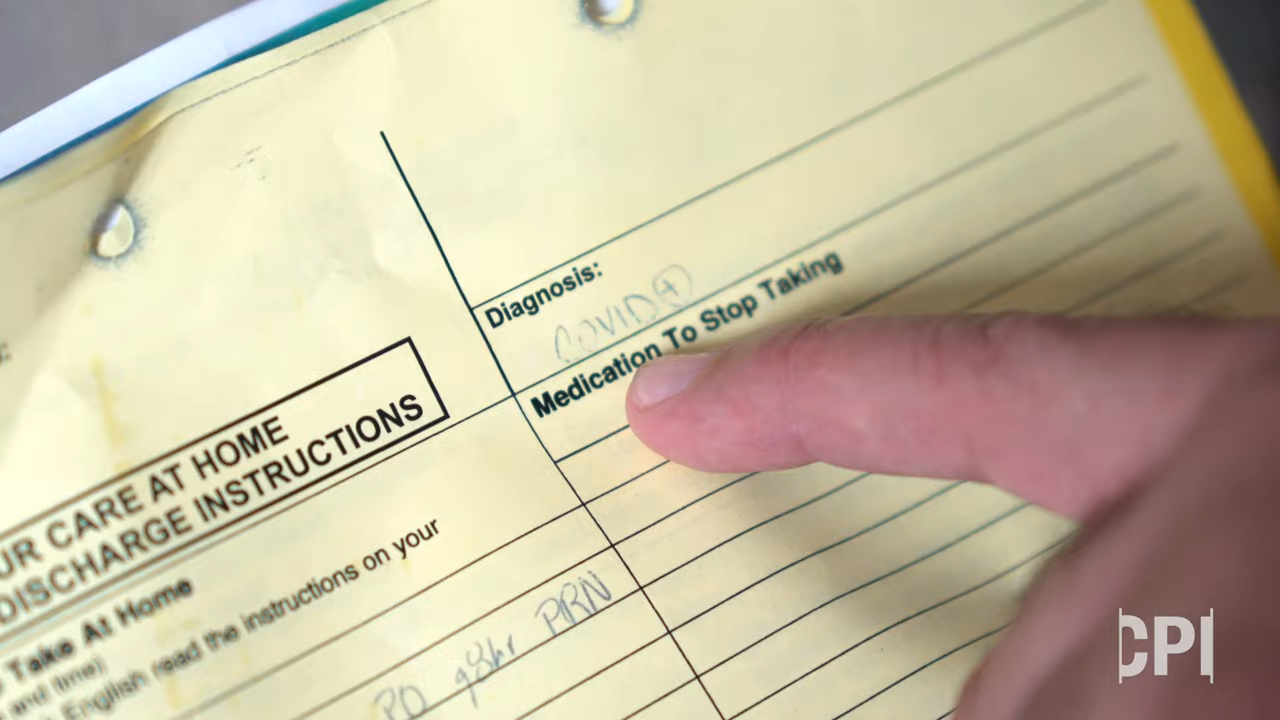 Diagnosis:
COVID +
Medication To Stop Taking
UR CARE AT HOME
DISCHARGE INSTRUCTIONS
Take At Home
and time)
English read the instructions on your
PO q8hr PRN
CPI